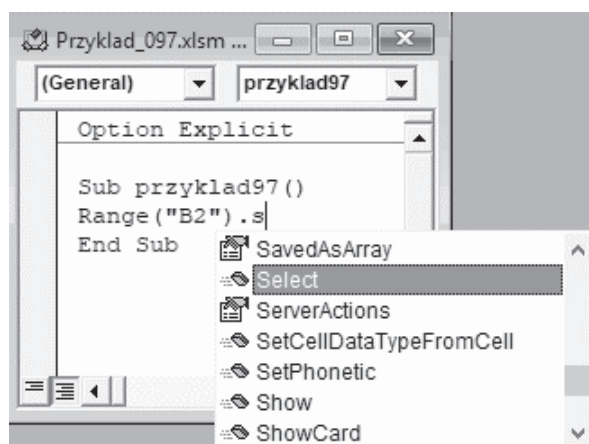 Przyklad_097.xlsm ...
(General) przyklad97
Option Explicit
Sub przyklad97()
Range("B2").s
End Sub
SavedAsArray
Select
ServerActions
SetCellDataTypeFromCell
SetPhonetic
Show
ShowCard